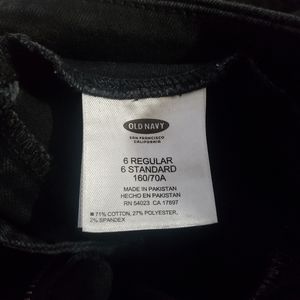 OLD NAVY
SAN FRANCISCO
CALIFORNIA
6 REGULAR
6 STANDARD
160/70A
MADE IN PAKISTAN
HECHO EN PAKISTAN
RN 54023 CA 17897
71% COTTON, 27% POLYESTER,
2% SPANDEX